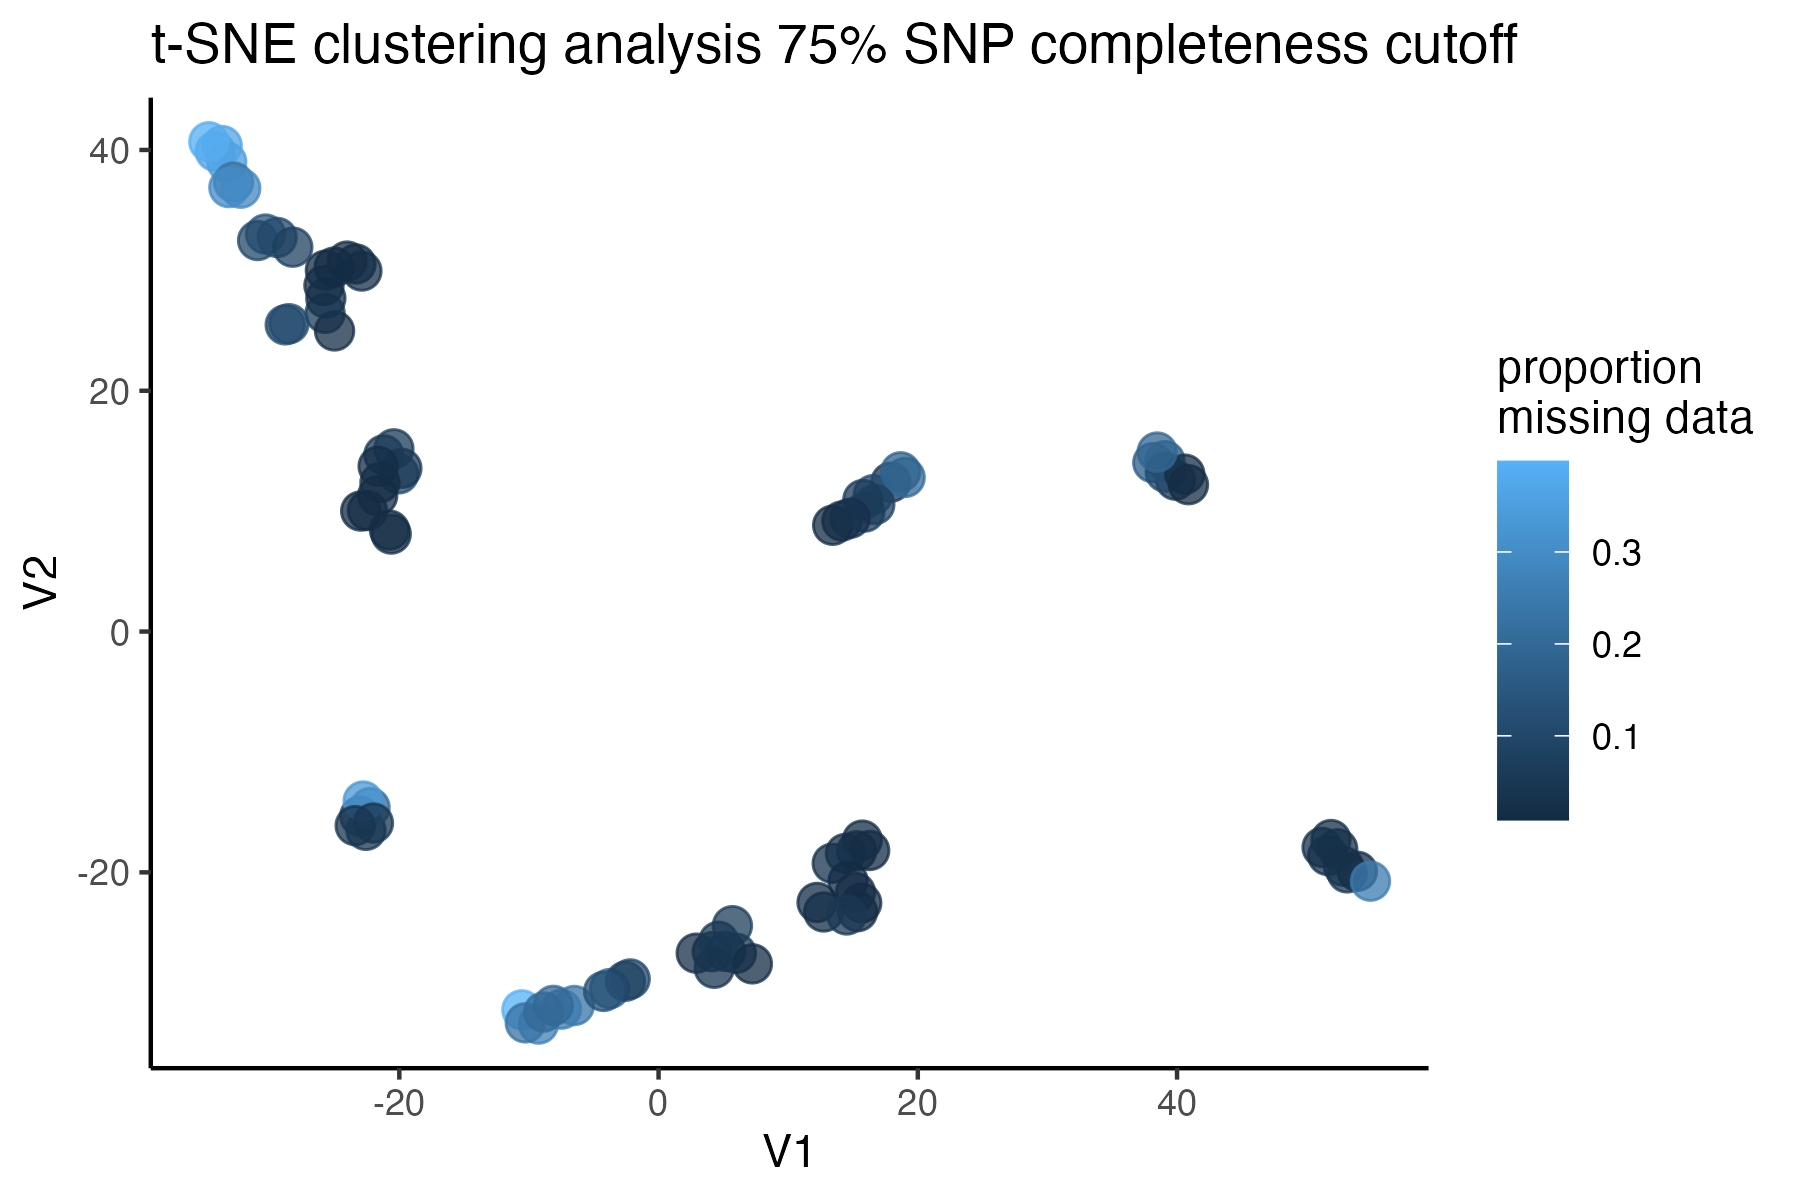 t-SNE clustering analysis 75% SNP completeness cutoff
40
20
0
-20
V2
-20
0
20
40
V1
proportion
missing data
0.3
0.2
0.1